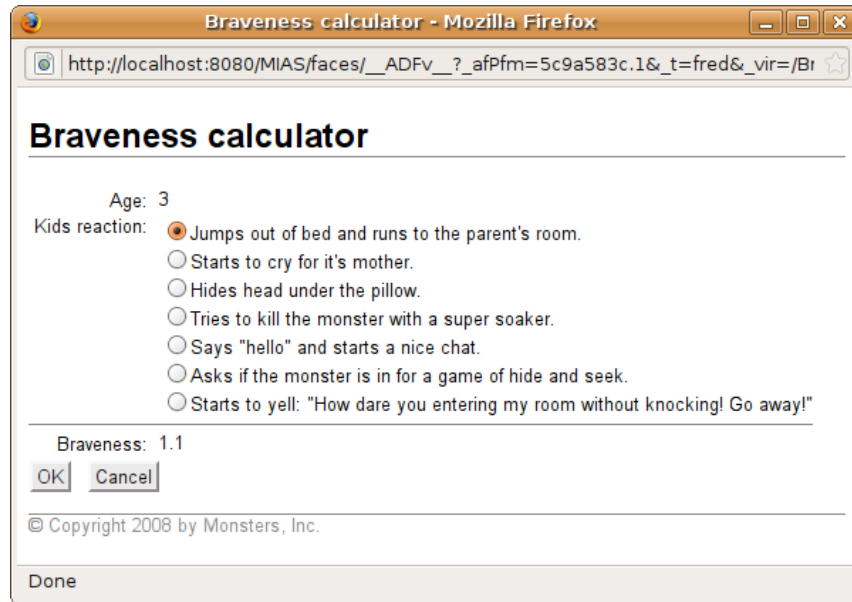 Braveness calculator - Mozilla Firefox
http://localhost:8080/MIAS/faces/__ADFv__?_afPfm=5c9a583c.1&_t=fred&_vir=/Br
Braveness calculator
Age: 3
Kids reaction:
Jumps out of bed and runs to the parent's room.
Starts to cry for it's mother.
Hides head under the pillow.
Tries to kill the monster with a super soaker.
Says "hello" and starts a nice chat.
Asks if the monster is in for a game of hide and seek.
Starts to yell: "How dare you entering my room without knocking! Go away!"
Braveness: 1.1
OK Cancel
© Copyright 2008 by Monsters, Inc.
Done